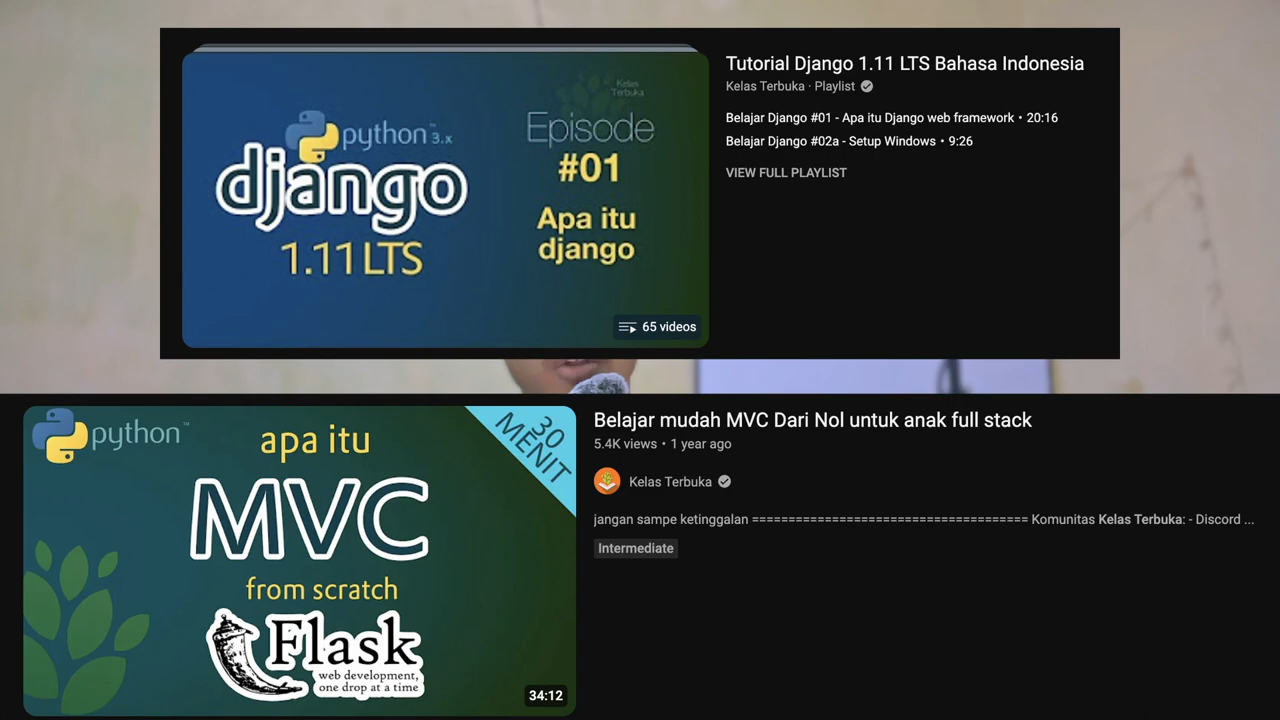 Kelas
Terbuka
python 3.x
django
1.11 LTS
Episode
#01
Apa itu
django
65 videos
Tutorial Django 1.11 LTS Bahasa Indonesia
Kelas Terbuka · Playlist
Belajar Django #01 - Apa itu Django web framework • 20:16
Belajar Django #02a - Setup Windows • 9:26
VIEW FULL PLAYLIST
python™
apa itu
MVC
from scratch
Flask
web development,
one drop at a time
30
MENIT
34:12
Belajar mudah MVC Dari Nol untuk anak full stack
5.4K views • 1 year ago
Kelas Terbuka
jangan sampe ketinggalan ==================================== Komunitas Kelas Terbuka: - Discord ...
Intermediate